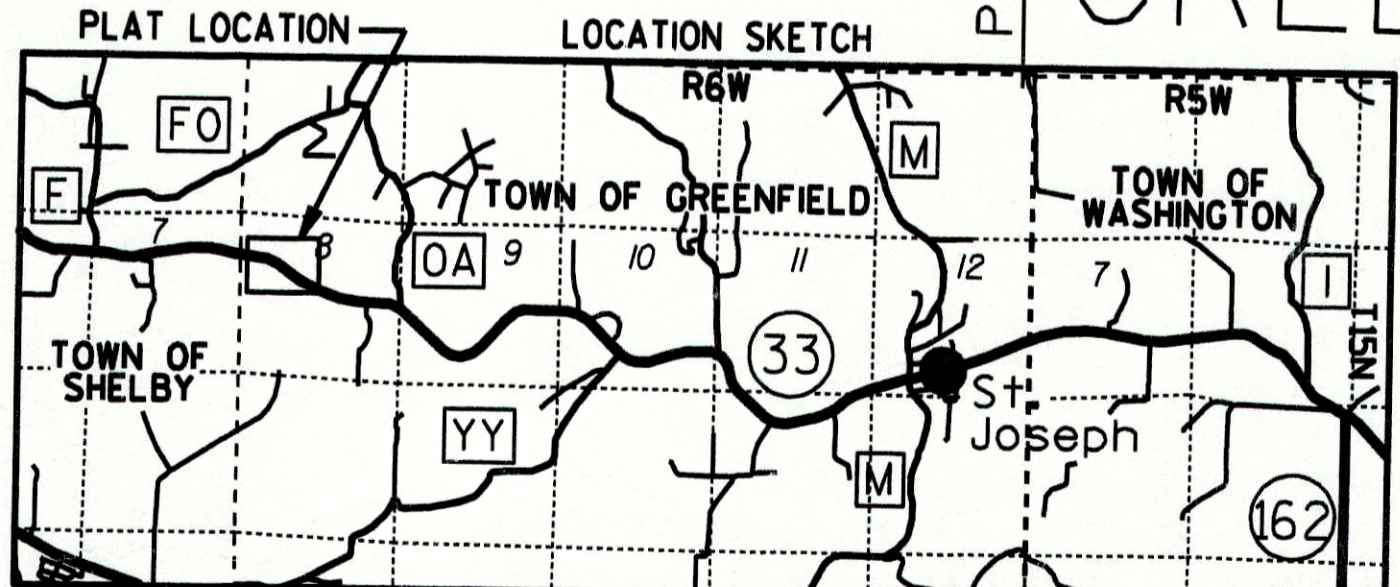 PLAT LOCATION
LOCATION SKETCH
P
R6W
R5W
FO
M
F
TOWN OF GREENFIELD
TOWN OF
WASHINGTON
7
8
OA
9
10
11
12
7
I
T15N
TOWN OF
SHELBY
33
St.
Joseph
YY
M
162